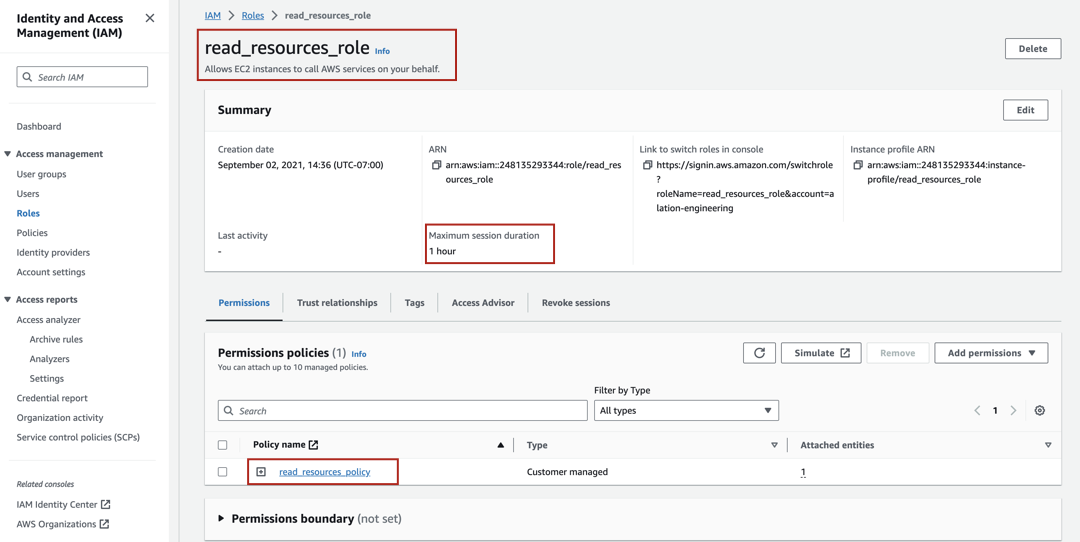 Identity and Access
Management (IAM)
Search IAM
Dashboard
Access management
User groups
Users
Roles
Policies
Identity providers
Account settings
Access reports
Access analyzer
Archive rules
Analyzers
Settings
Credential report
Organization activity
Service control policies (SCPs)
Related consoles
IAM Identity Center
AWS Organizations
IAM > Roles > read_resources_role
read_resources_role Info
Allows EC2 instances to call AWS services on your behalf.
Delete
Summary
Edit
Creation date
September 02, 2021, 14:36 (UTC-07:00)
ARN
arn:aws:iam::248135293344:role/read_res
ources_role
Link to switch roles in console
https://signin.aws.amazon.com/switchrole
?
roleName=read_resources_role&account=a
lation-engineering
Instance profile ARN
arn:aws:iam::248135293344:instance-
profile/read_resources_role
Last activity
-
Maximum session duration
1 hour
Permissions
Trust relationships
Tags
Access Advisor
Revoke sessions
Permissions policies (1) Info
You can attach up to 10 managed policies.
Simulate
Remove
Add permissions
Filter by Type
Search
All types
1
Policy name
Type
Attached entities
read_resources_policy
Customer managed
1
Permissions boundary (not set)